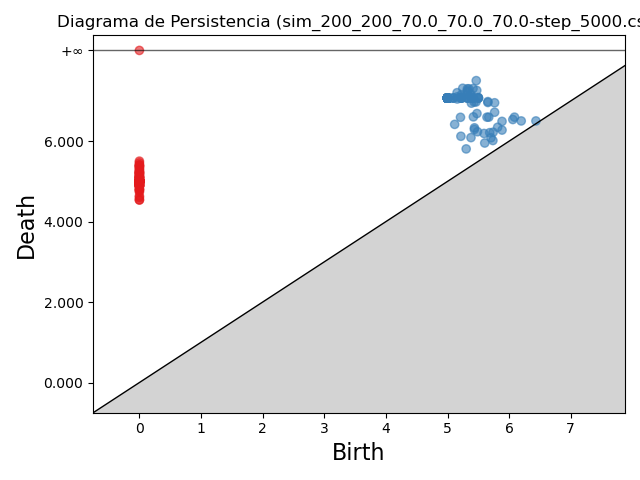 Diagrama de Persistencia (sim_200_200_70.0_70.0_70.0-step_5000.cs
+∞
6.000
4.000
2.000
0.000
Death
0 1 2 3 4 5 6 7
Birth